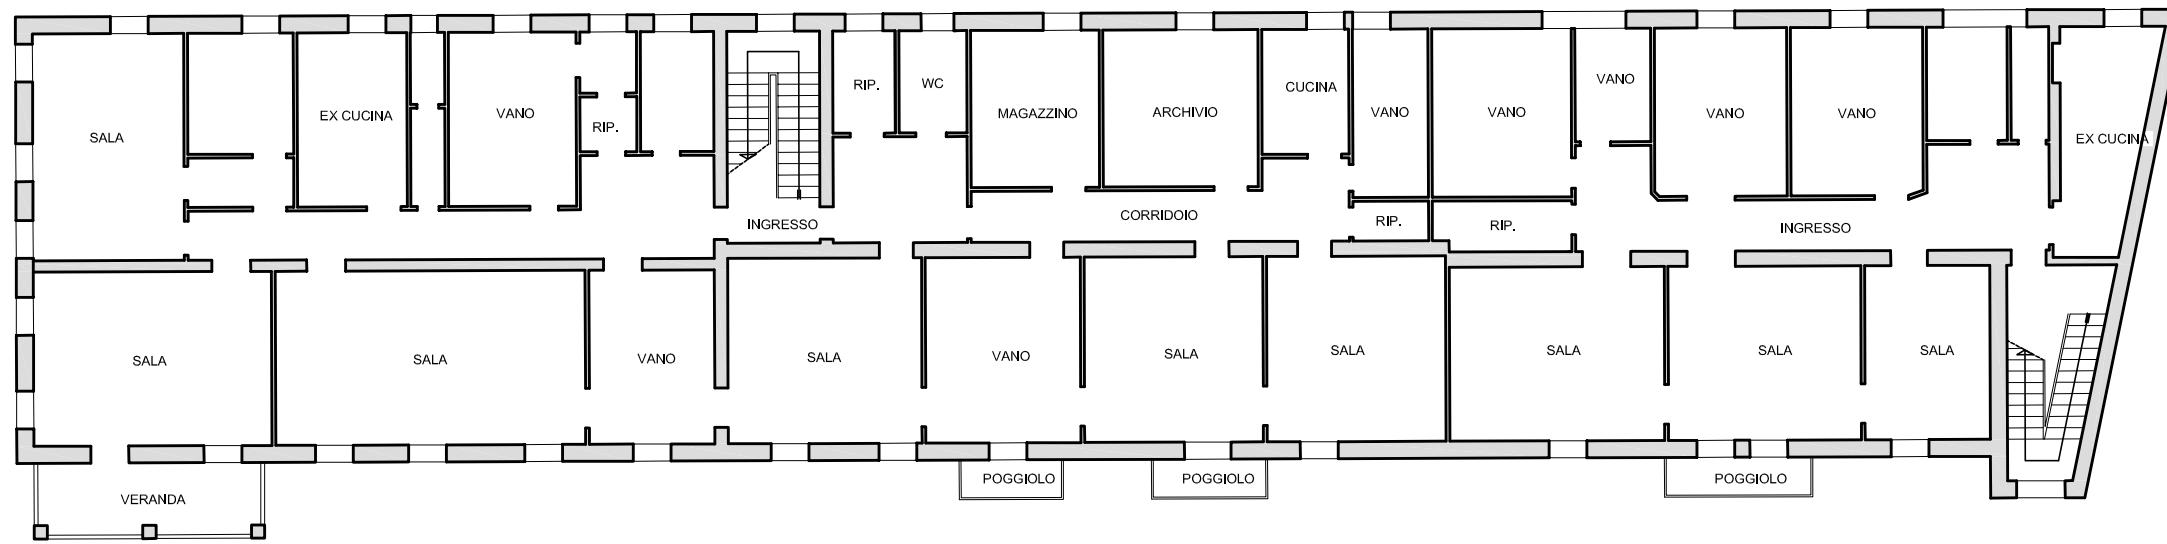 SALA
EX CUCINA
VANO
RIP.
RIP.
WC
MAGAZZINO
ARCHIVIO
CUCINA
VANO
VANO
VANO
VANO
VANO
EX CUCINA
INGRESSO
CORRIDOIO
RIP.
RIP.
INGRESSO
SALA
SALA
VANO
SALA
VANO
SALA
SALA
SALA
SALA
SALA
VERANDA
POGGIOLO
POGGIOLO
POGGIOLO